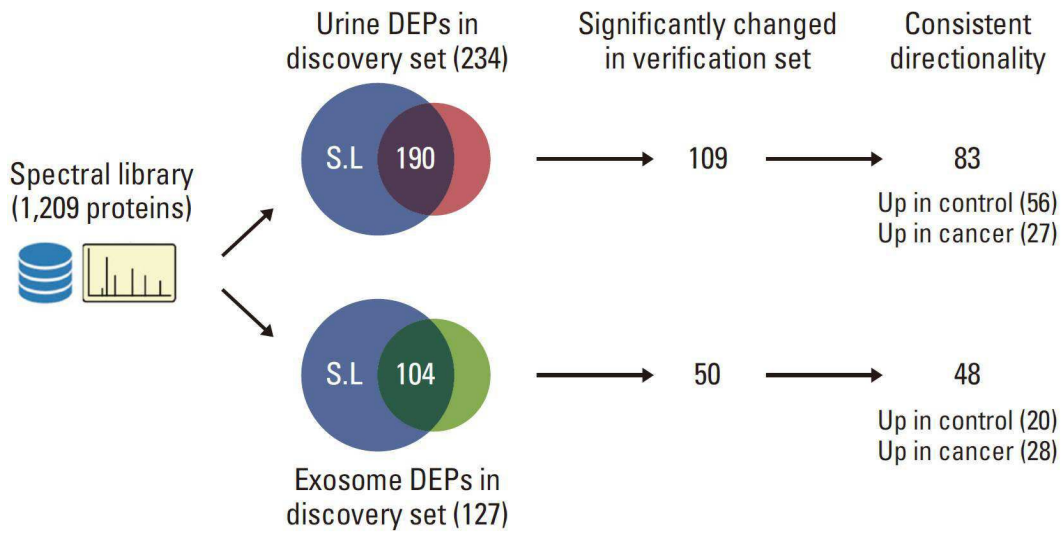 Spectral library
(1,209 proteins)
Urine DEPs in
discovery set (234)
S.L
190
Significantly changed
in verification set
109
Consistent
directionality
83
Up in control (56)
Up in cancer (27)
S.L
104
Exosome DEPs in
discovery set (127)
50
48
Up in control (20)
Up in cancer (28)